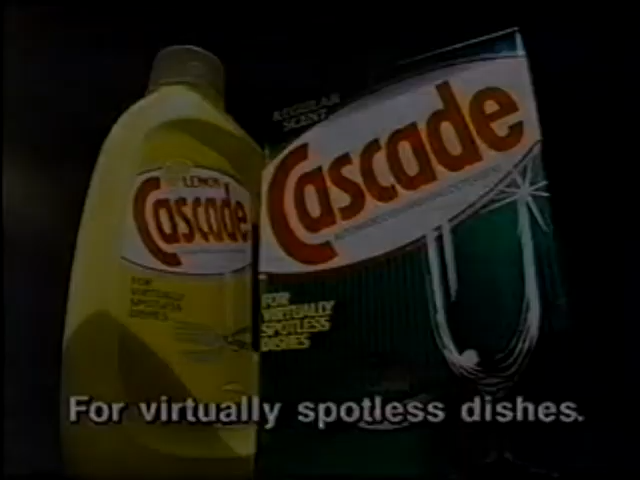 LEMON
Cascade
FOR
VIRTUALLY
SPOTLESS
DISHES
REGULAR
SCENT
Cascade
FOR
VIRTUALLY
SPOTLESS
DISHES
For virtually spotless dishes.